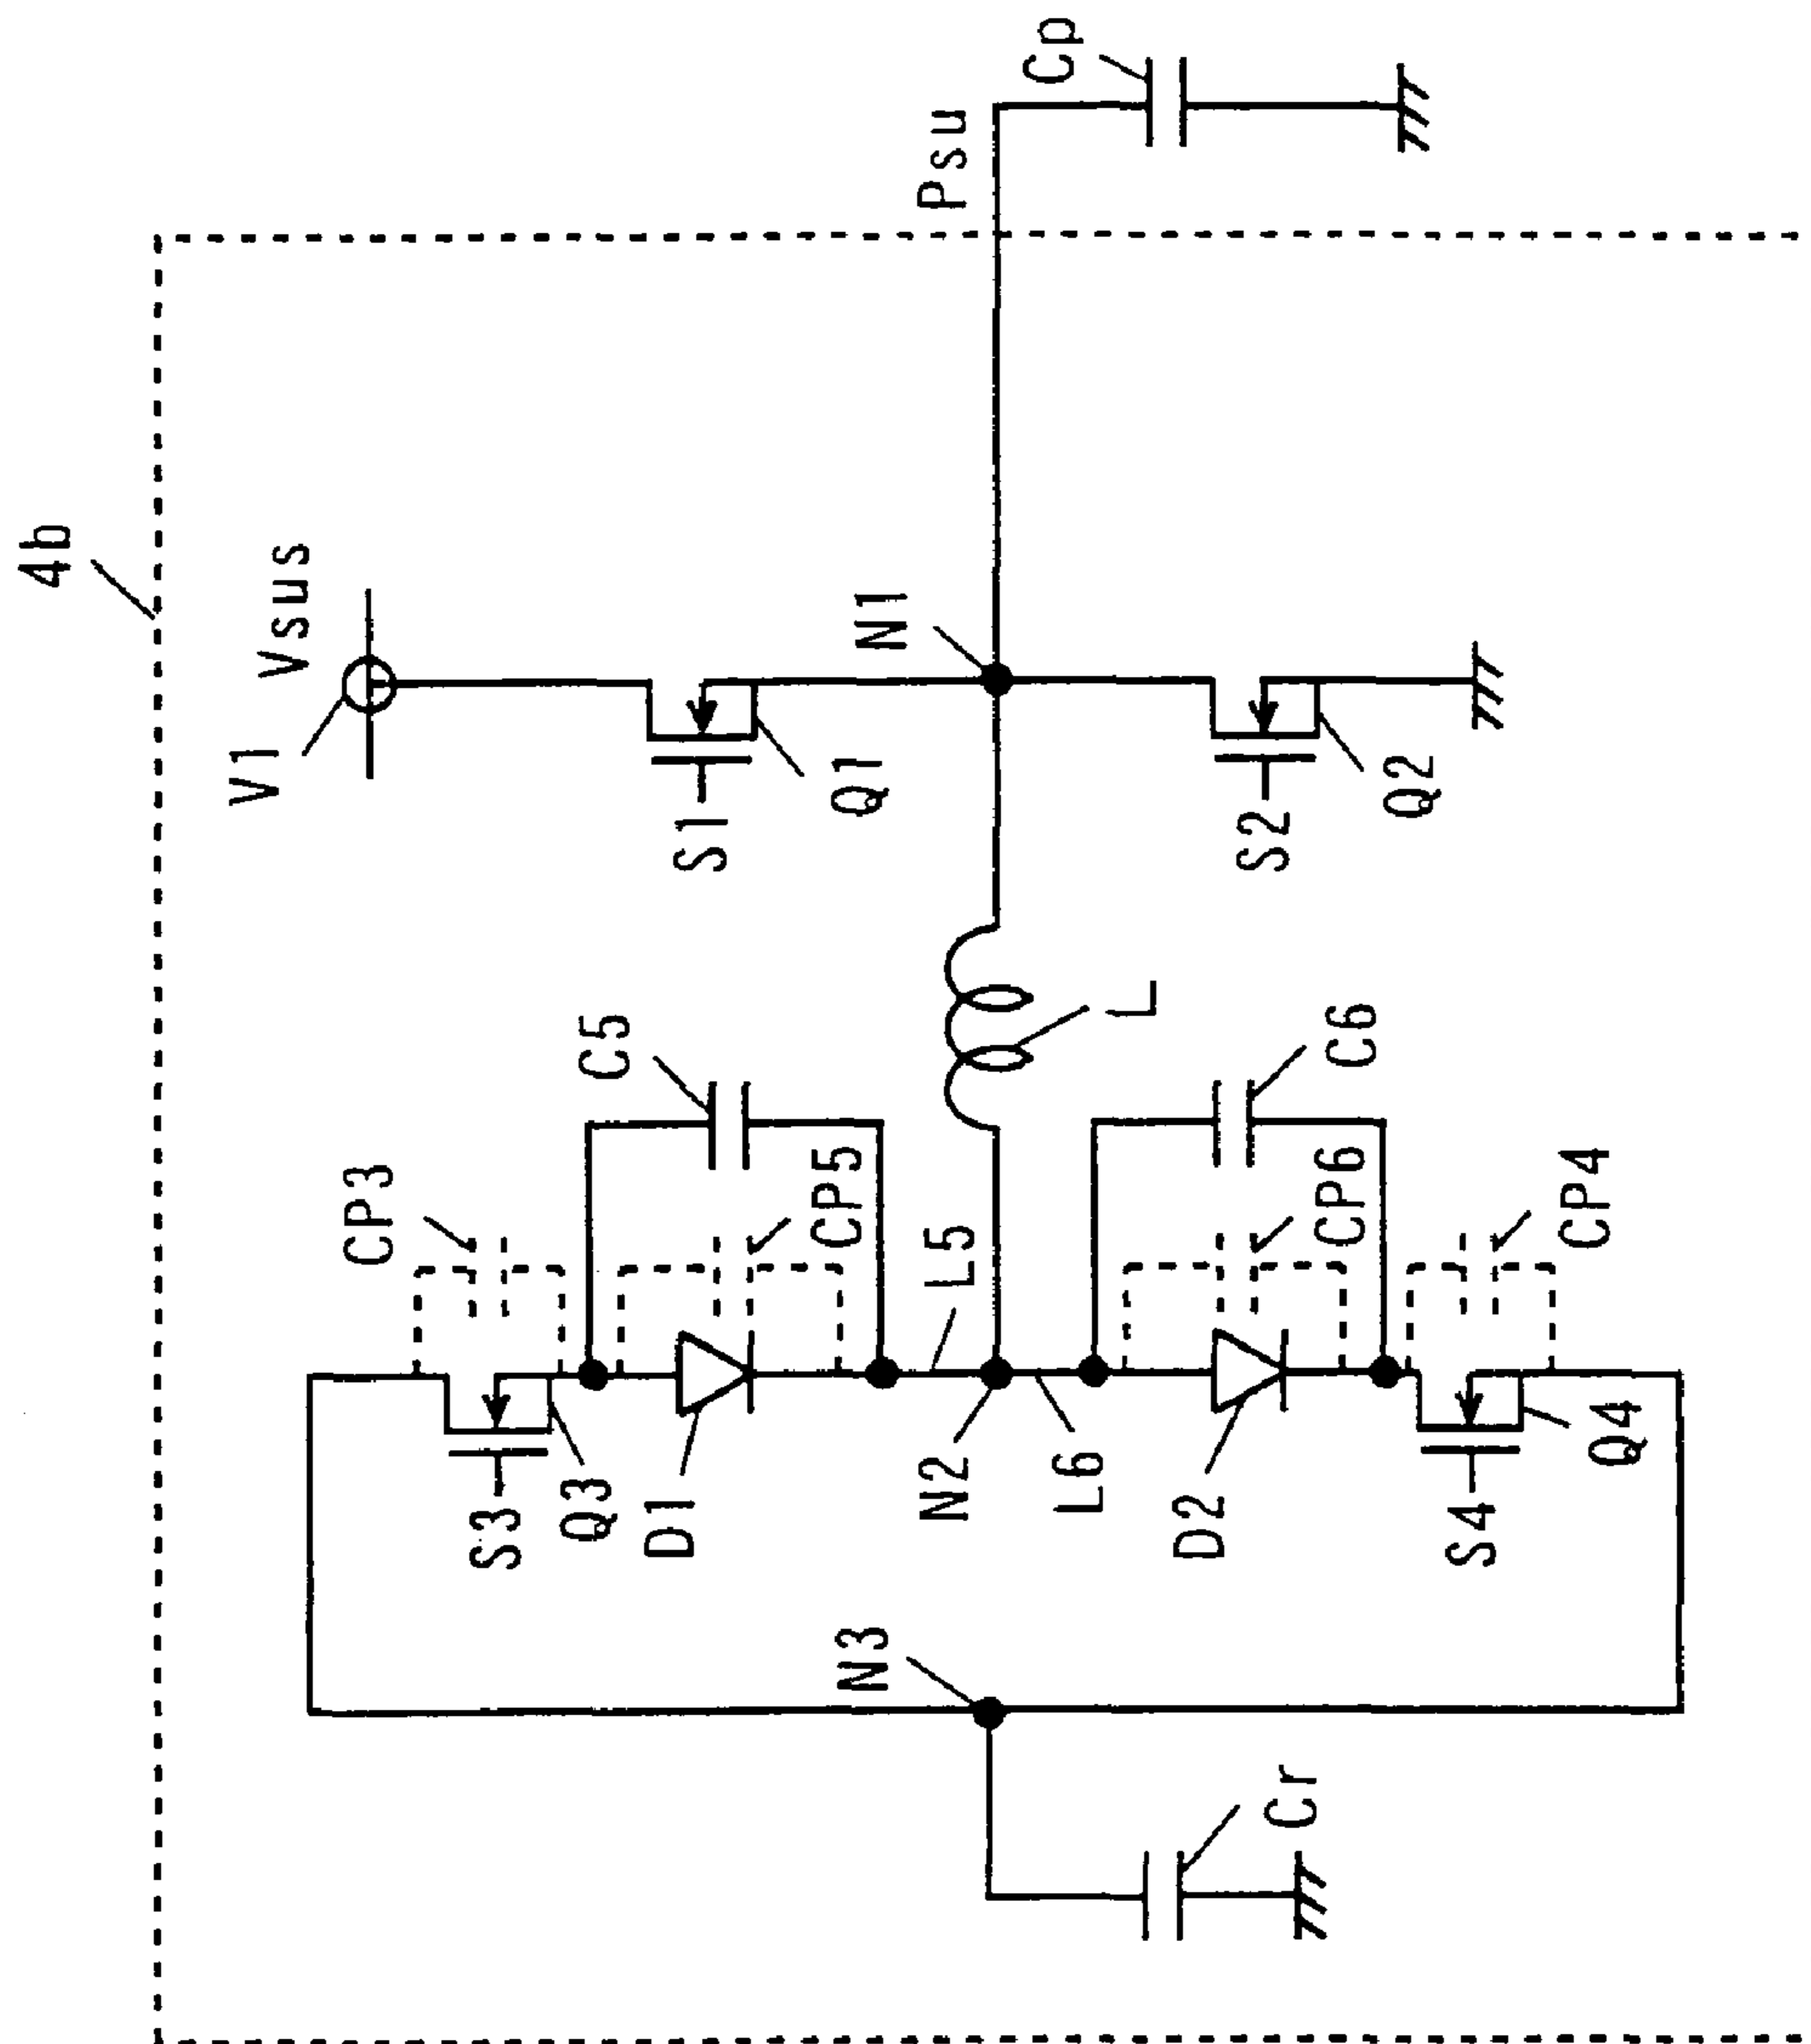 4b
V1
Vsus
S1
Q1
N1
Psu
Cp
S2
Q2
CP3
C5
S3
Q3
D1
CP5
L5
N2
L
L6
CP6
C6
D2
S4
Q4
CP4
N3
Cr